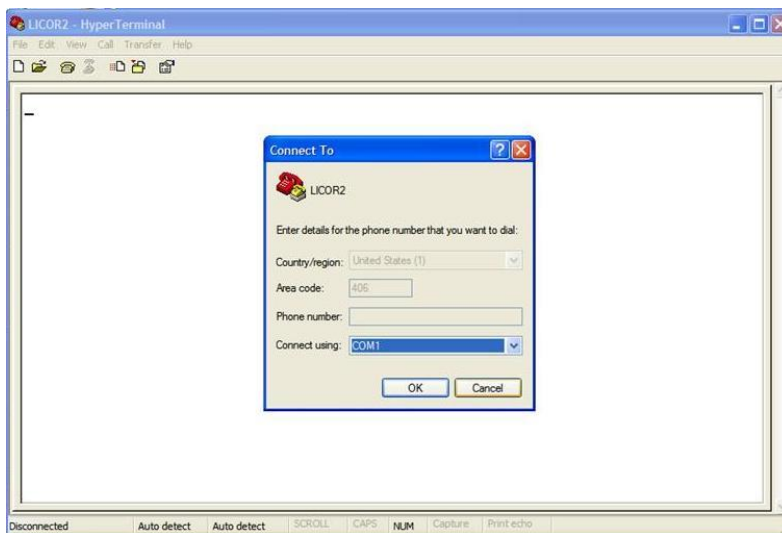 LICOR2 - HyperTerminal
File Edit View Call Transfer Help
Connect To
LICOR2
Enter details for the phone number that you want to dial:
Country/region: United States (1)
Area code: 406
Phone number:
Connect using: COM1
OK Cancel
Disconnected Auto detect Auto detect SCROLL CAPS NUM Capture Print echo